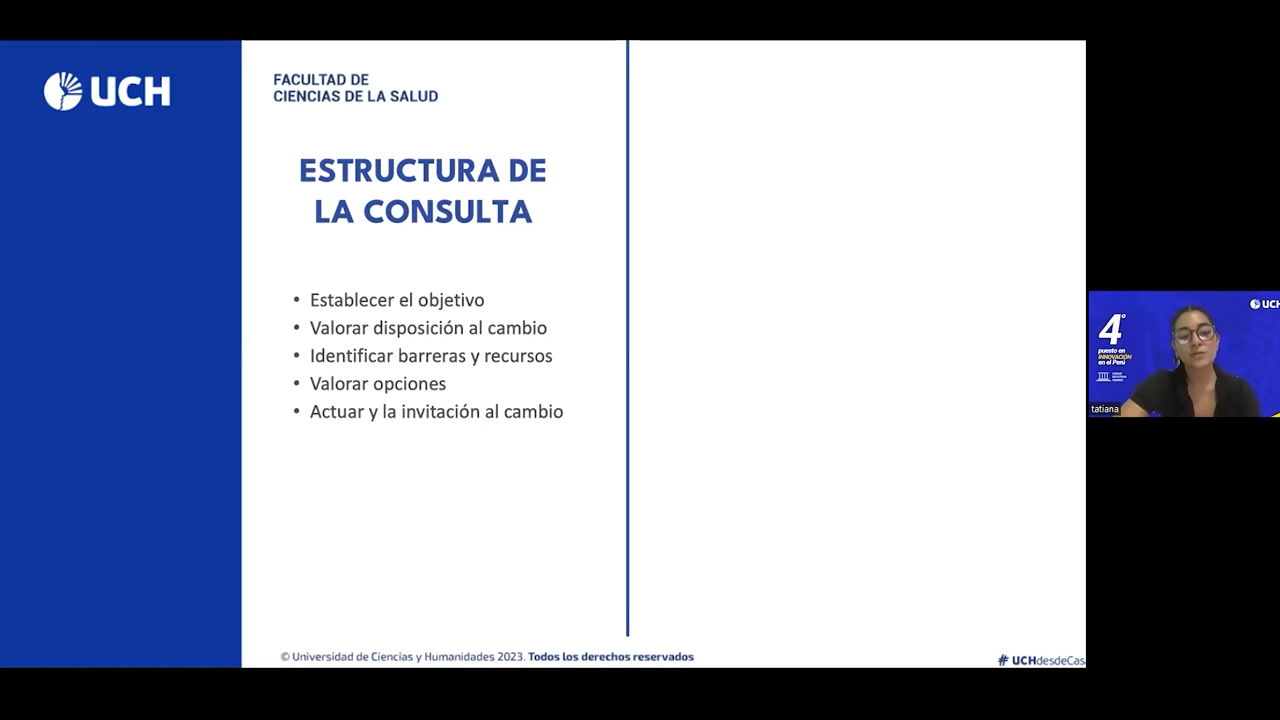 UCH
FACULTAD DE
CIENCIAS DE LA SALUD
ESTRUCTURA DE
LA CONSULTA
• Establecer el objetivo
• Valorar disposición al cambio
• Identificar barreras y recursos
• Valorar opciones
• Actuar y la invitación al cambio
© Universidad de Ciencias y Humanidades 2023. Todos los derechos reservados
# UCHdesdeCas
UCH
4°
puesto en
INNOVACIÓN
en el Perú
tatiana